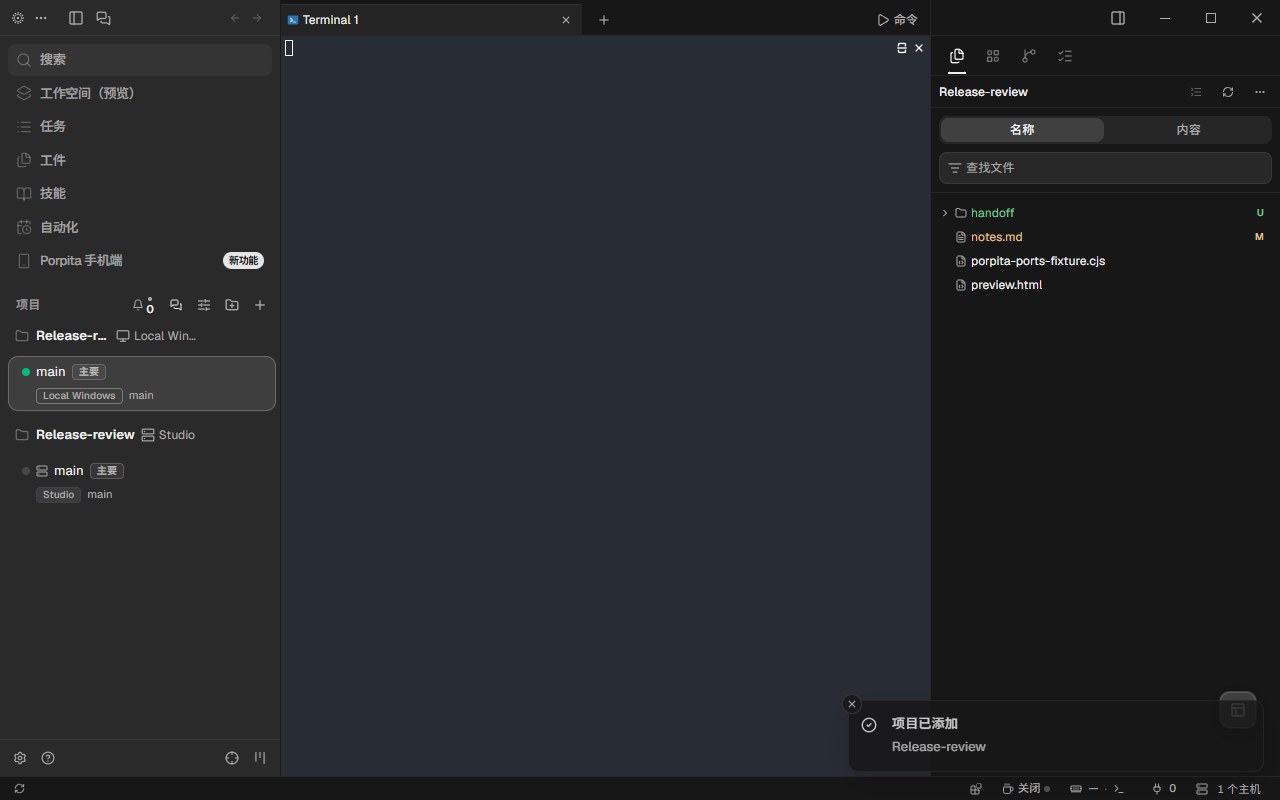 Terminal 1
命令
搜索
工作空间（预览）
任务
工件
技能
自动化
Porpita 手机端
新功能
项目
0
Release-r...
Local Win...
main
主要
Local Windows
main
Release-review
Studio
main
主要
Studio
main
Release-review
名称
内容
查找文件
handoff
U
notes.md
M
porpita-ports-fixture.cjs
preview.html
项目已添加
Release-review
关闭
0
1 个主机